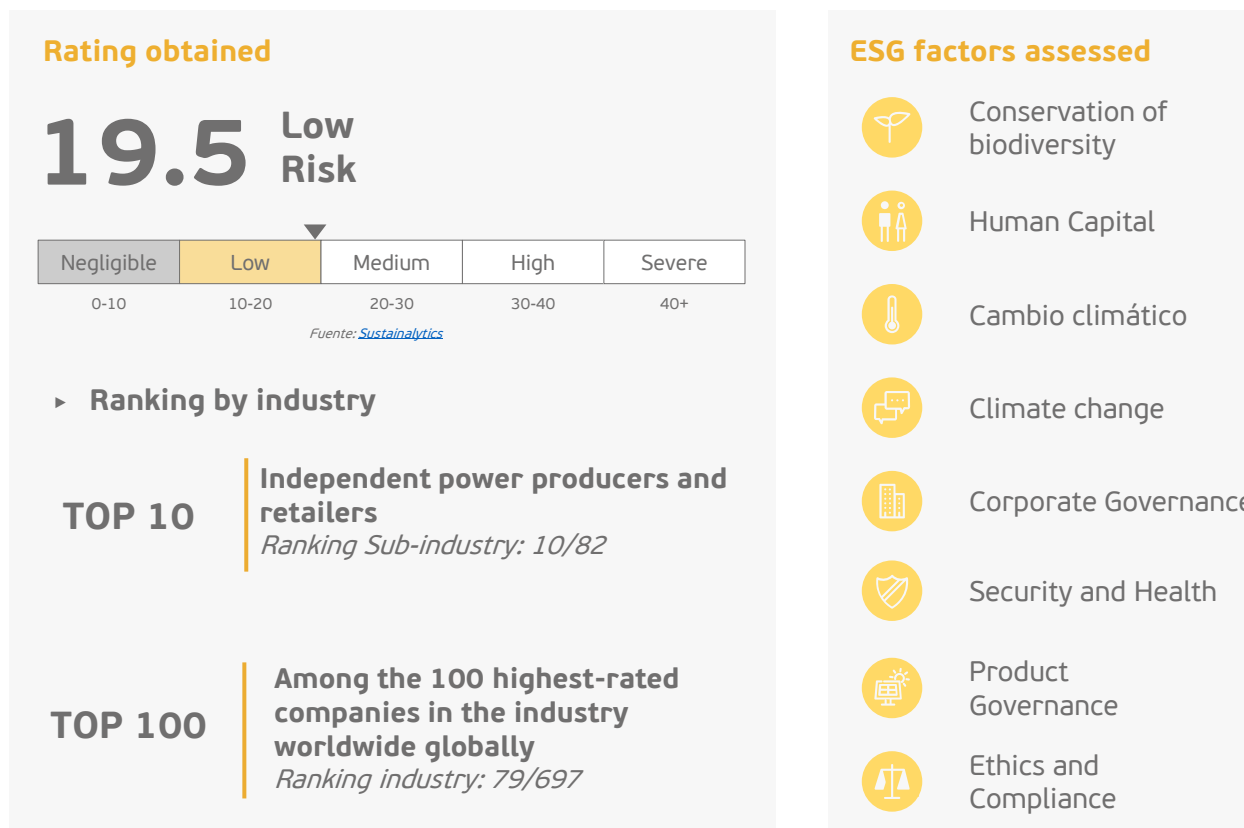 Rating obtained
19.5 Low
Risk
Negligible Low Medium High Severe
0-10 10-20 20-30 30-40 40+
Fuente: Sustainalytics
▸ Ranking by industry
TOP 10
Independent power producers and
retailers
Ranking Sub-industry: 10/82
TOP 100
Among the 100 highest-rated
companies in the industry
worldwide globally
Ranking industry: 79/697
ESG factors assessed
Conservation of
biodiversity
Human Capital
Cambio climático
Climate change
Corporate Governance
Security and Health
Product
Governance
Ethics and
Compliance